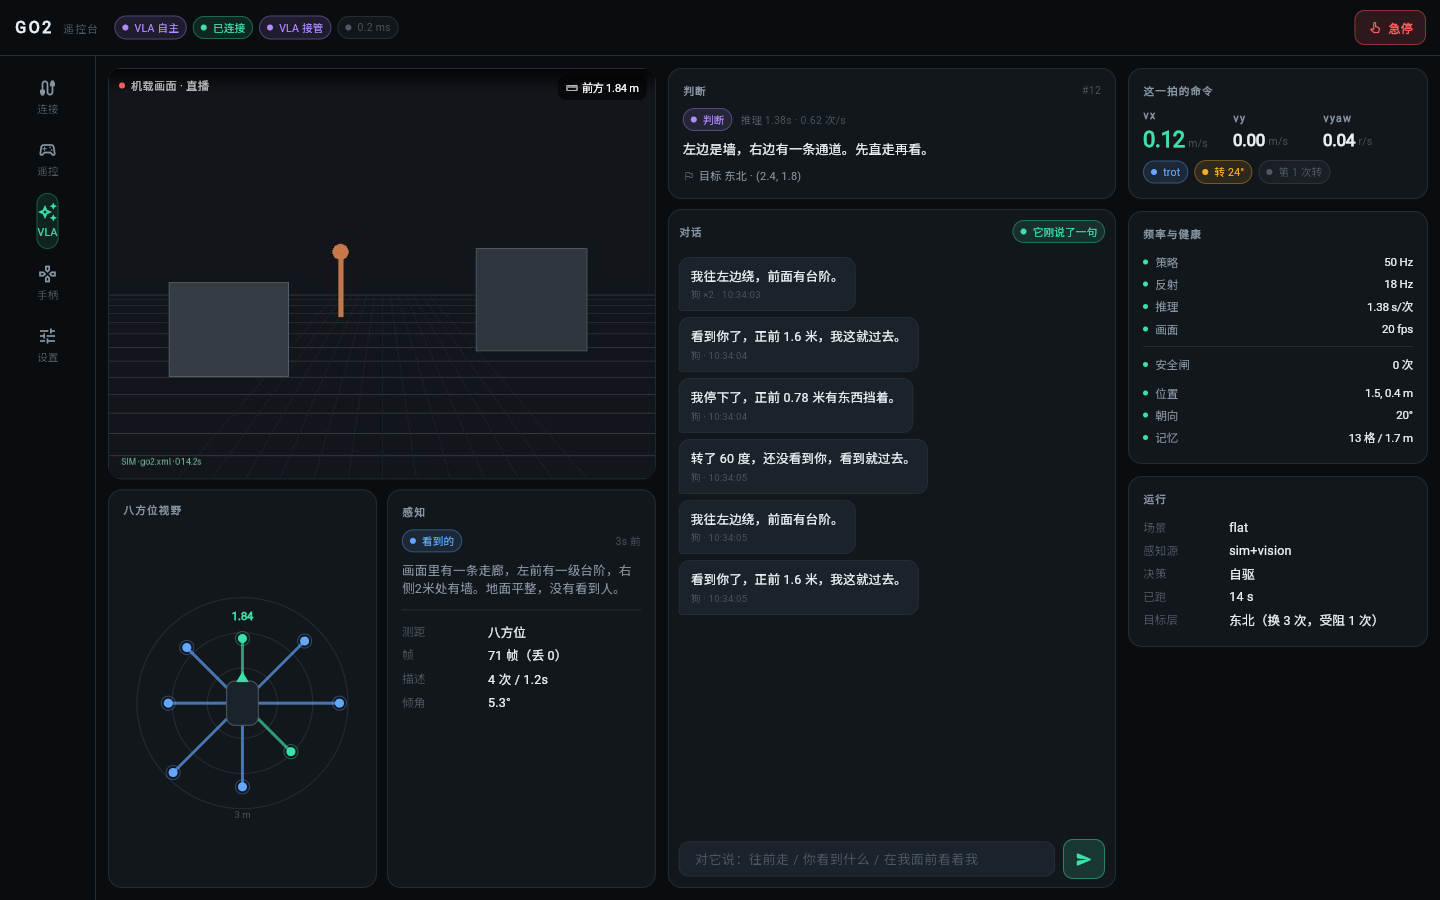 GO2 遥控台 VLA 自主 已连接 VLA 接管 0.2 ms 急停
连接
遥控
VLA
手柄
设置
机载画面 · 直播 前方 1.84 m
SIM·go2.xml·014.2s
八方位视野
1.84
3 m
感知
看到的 3s 前
画面里有一条走廊，左前有一级台阶，右
侧2米处有墙。地面平整，没有看到人。
测距 八方位
帧 71 帧（丢 0）
描述 4 次 / 1.2s
倾角 5.3°
判断 #12
判断 推理 1.38s · 0.62 次/s
左边是墙，右边有一条通道。先直走再看。
目标 东北 · (2.4, 1.8)
对话 它刚说了一句
我往左边绕，前面有台阶。
狗 ×2 · 10:34:03
看到你了，正前 1.6 米，我这就过去。
狗 · 10:34:04
我停下了，正前 0.78 米有东西挡着。
狗 · 10:34:04
转了 60 度，还没看到你，看到就过去。
狗 · 10:34:05
我往左边绕，前面有台阶。
狗 · 10:34:05
看到你了，正前 1.6 米，我这就过去。
狗 · 10:34:05
对它说：往前走 / 你看到什么 / 在我面前看着我
这一拍的命令
vx vy vyaw
0.12 m/s 0.00 m/s 0.04 r/s
trot 转 24° 第 1 次转
频率与健康
策略 50 Hz
反射 18 Hz
推理 1.38 s/次
画面 20 fps
安全闸 0 次
位置 1.5, 0.4 m
朝向 20°
记忆 13 格 / 1.7 m
运行
场景 flat
感知源 sim+vision
决策 自驱
已跑 14 s
目标层 东北（换 3 次，受阻 1 次）